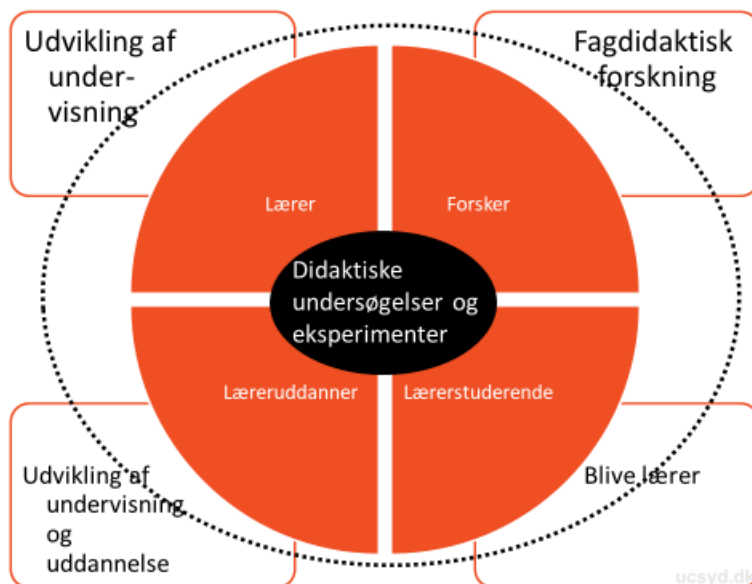 Udvikling af
under-
visning
Fagdidaktisk
forskning
Lærer
Forsker
Didaktiske
undersøgelser og
eksperimenter
Læreruddanner
Lærerstuderende
Udvikling af
undervisning
og
uddannelse
Blive lærer
ucsyd.dk